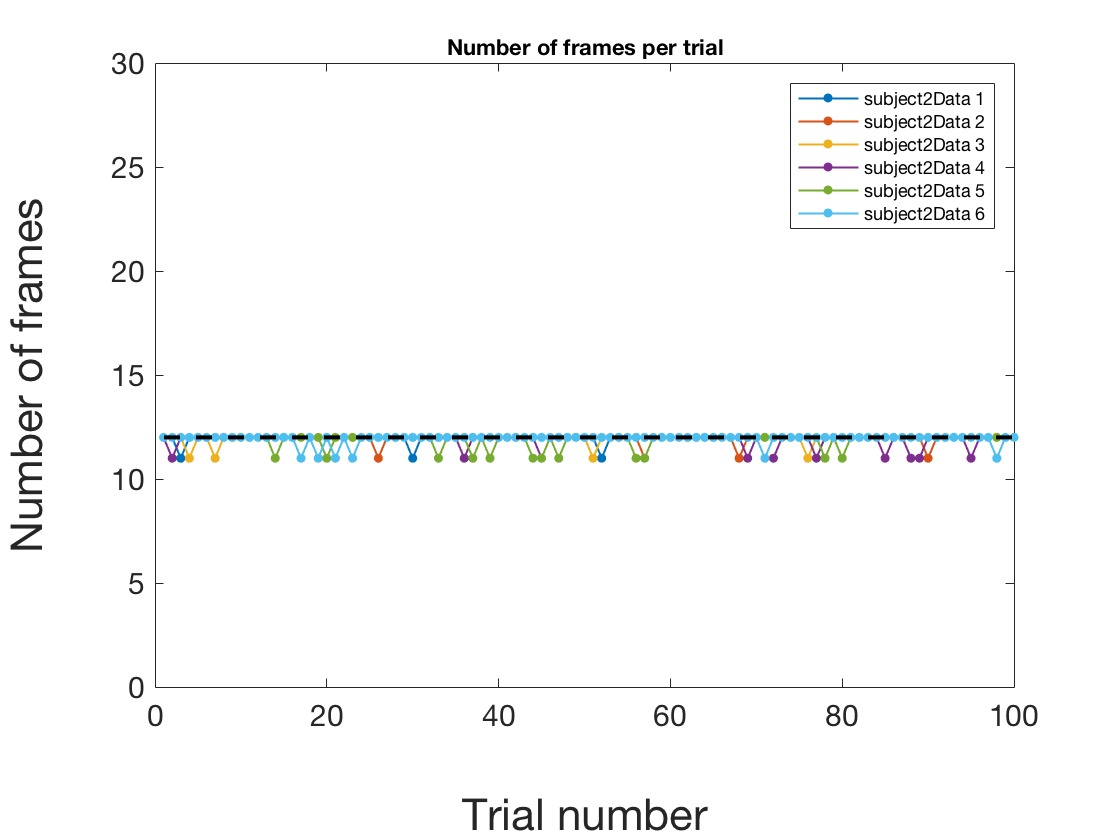 Number of frames per trial
30
25
20
15
10
5
0
Number of frames
0 20 40 60 80 100
Trial number
subject2Data 1
subject2Data 2
subject2Data 3
subject2Data 4
subject2Data 5
subject2Data 6